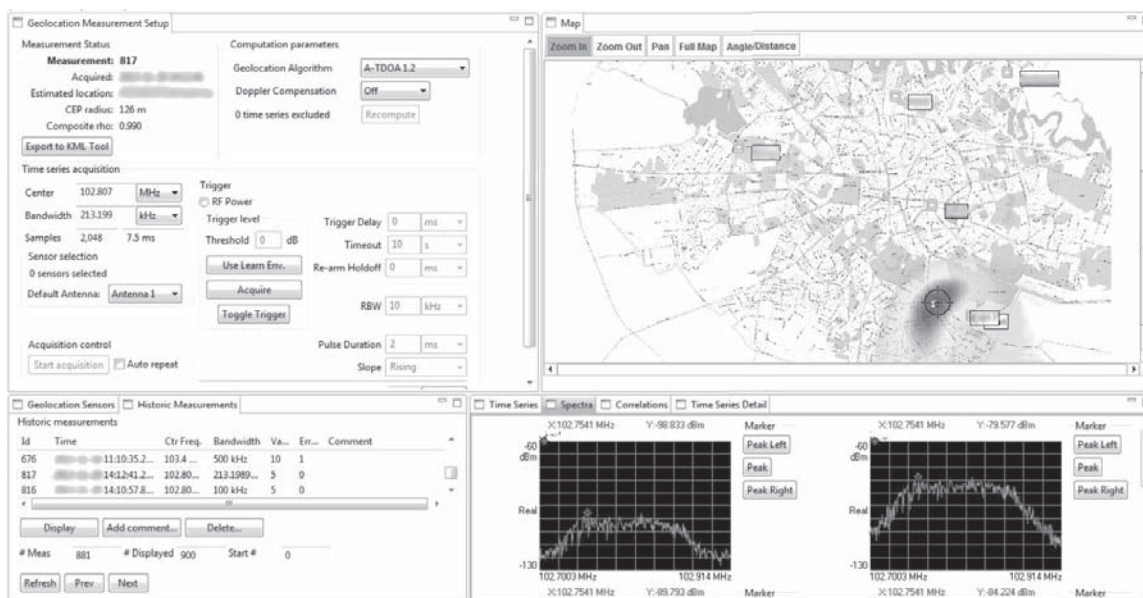 Geolocation Measurement Setup
Measurement Status
Measurement: 817
Acquired:
Estimated location:
CEP radius: 126 m
Composite rho: 0.990
Export to KML Tool
Computation parameters
Geolocation Algorithm A-TDOA 1.2
Doppler Compensation Off
0 time series excluded Recompute
Time series acquisition
Center 102.807 MHz
Bandwidth 213.199 kHz
Samples 2,048 7.5 ms
Sensor selection
0 sensors selected
Default Antenna: Antenna 1
Trigger
RF Power
Trigger level
Threshold 0 dB
Use Learn Env.
Acquire
Toggle Trigger
Trigger Delay 0 ms
Timeout 10 s
Re-arm Holdoff 0 ms
RBW 10 kHz
Pulse Duration 2 ms
Slope Rising
Acquisition control
Start acquisition Auto repeat
Map
Zoom In Zoom Out Pan Full Map Angle/Distance
Geolocation Sensors Historic Measurements
Historic measurements
Id Time Ctr Freq. Bandwidth Va... Err... Comment
676 11:10:35.2... 103.4 ... 500 kHz 10 1
817 14:12:41.2... 102.80... 213.1989... 5 0
816 14:10:57.8... 102.80... 100 kHz 5 0
Display Add comment... Delete...
# Meas 881 # Displayed 900 Start # 0
Refresh Prev Next
Time Series Spectra Correlations Time Series Detail
X:102.7541 MHz Y:-98.833 dBm Marker
-60
dBm
Real
-130
102.7003 MHz 102.914 MHz
Peak Left
Peak
Peak Right
X:102.7541 MHz Y:-89.793 dBm Marker
X:102.7541 MHz Y:-79.577 dBm Marker
-60
dBm
Real
-130
102.7003 MHz 102.914 MHz
Peak Left
Peak
Peak Right
X:102.7541 MHz Y:-84.224 dBm Marker